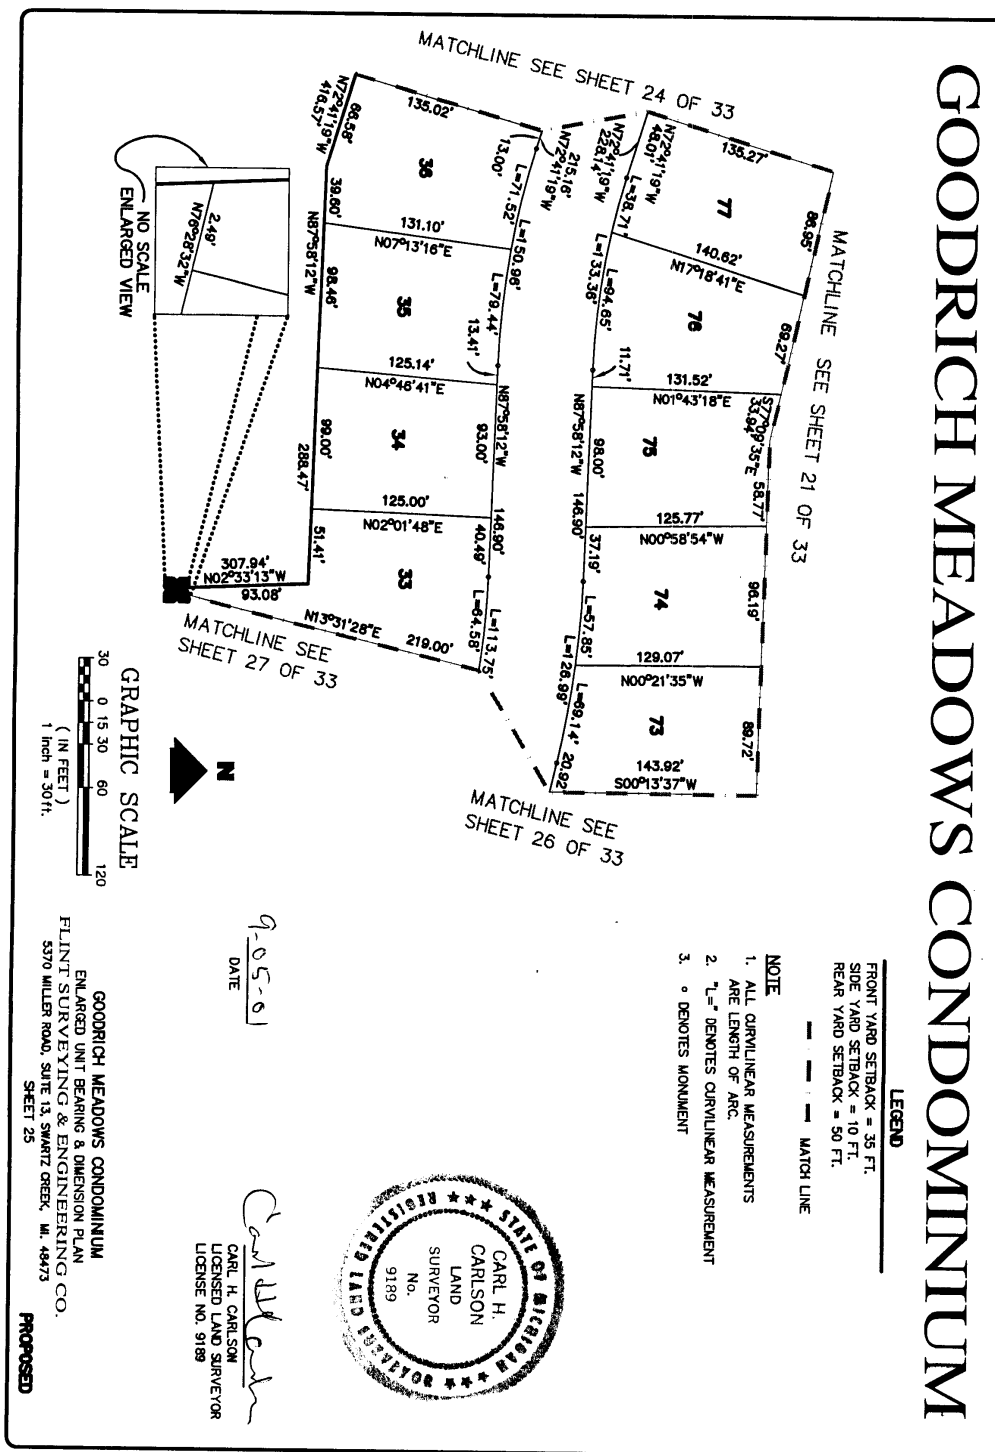 GOODRICH MEADOWS CONDOMINIUM
MATCHLINE SEE SHEET 24 OF 33
MATCHLINE SEE SHEET 21 OF 33
135.27'
86.95'
69.27'
S77°09'35"E
33.94'
58.77'
96.19'
89.72'
77
76
75
74
73
140.62'
N17°18'41"E
131.52'
N01°43'18"E
125.77'
N00°58'54"W
129.07'
N00°21'35"W
143.92'
S00°13'37"W
N72°41'19"W
48.01'
N72°41'19"W
228.14'
L=38.71'
L=133.36'
L=94.65'
11.71'
N87°58'12"W
98.00'
146.90'
37.19'
L=57.85'
L=126.99'
L=69.14'
20.92'
215.16'
N72°41'19"W
13.00'
L=71.52'
L=150.96'
L=79.44'
13.41'
N87°58'12"W
93.00'
146.90'
40.49'
L=64.58'
L=113.75'
135.02'
36
35
34
33
131.10'
N07°13'16"E
125.14'
N04°46'41"E
125.00'
N02°01'48"E
N72°41'19"W
416.57'
66.58'
39.60'
N87°58'12"W
98.46'
99.00'
288.47'
51.41'
307.94'
N02°33'13"W
93.08'
N13°31'28"E
219.00'
MATCHLINE SEE
SHEET 27 OF 33
MATCHLINE SEE
SHEET 26 OF 33
2.49'
N76°28'32"W
NO SCALE
ENLARGED VIEW
N
GRAPHIC SCALE
30 0 15 30 60 120
( IN FEET )
1 inch = 30 ft.
LEGEND
FRONT YARD SETBACK = 35 FT.
SIDE YARD SETBACK = 10 FT.
REAR YARD SETBACK = 50 FT.
MATCH LINE
NOTE
1. ALL CURVILINEAR MEASUREMENTS
ARE LENGTH OF ARC.
2. "L=" DENOTES CURVILINEAR MEASUREMENT
3. ° DENOTES MONUMENT
STATE OF MICHIGAN
REGISTERED LAND SURVEYOR
CARL H.
CARLSON
LAND
SURVEYOR
No.
9189
9-05-01
DATE
Carl H. Carlson
CARL H. CARLSON
LICENSED LAND SURVEYOR
LICENSE NO. 9189
GOODRICH MEADOWS CONDOMINIUM
ENLARGED UNIT BEARING & DIMENSION PLAN
FLINT SURVEYING & ENGINEERING CO.
5370 MILLER ROAD, SUITE 13, SWARTZ CREEK, MI. 48473
SHEET 25
PROPOSED